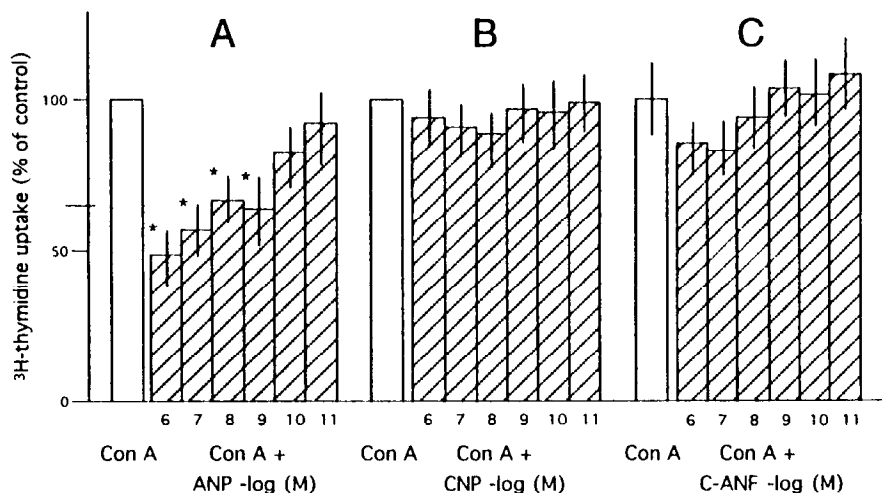 A B C
³H-thymidine uptake (% of control)
100
50
0
* * * *
6 7 8 9 10 11 6 7 8 9 10 11 6 7 8 9 10 11
Con A Con A + Con A Con A + Con A Con A +
ANP -log (M) CNP -log (M) C-ANF -log (M)